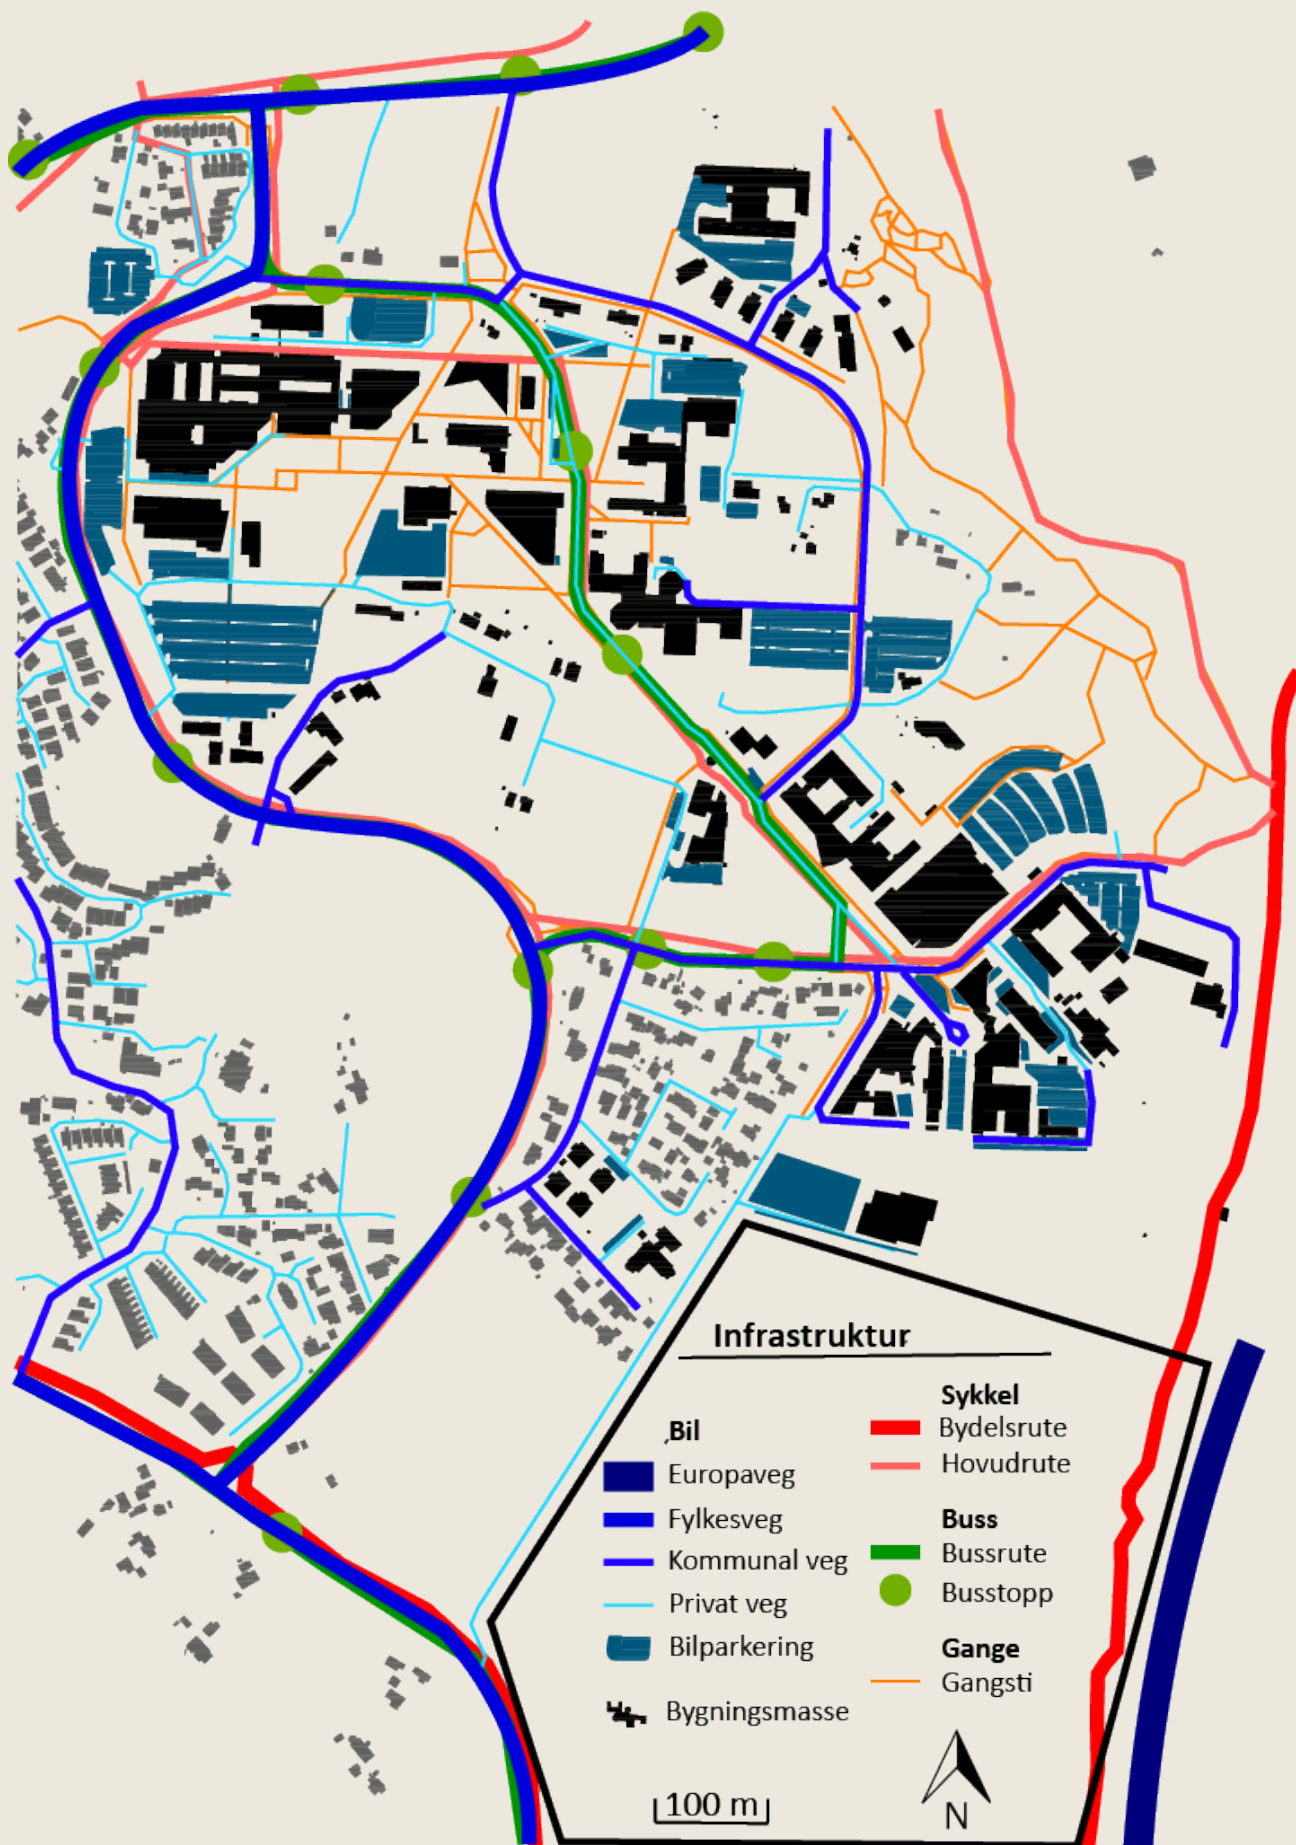 Infrastruktur
Bil
Europaveg
Fylkesveg
Kommunal veg
Privat veg
Bilparkering
Bygningsmasse
Sykkel
Bydelsrute
Hovudrute
Buss
Bussrute
Busstopp
Gange
Gangsti
100 m
N